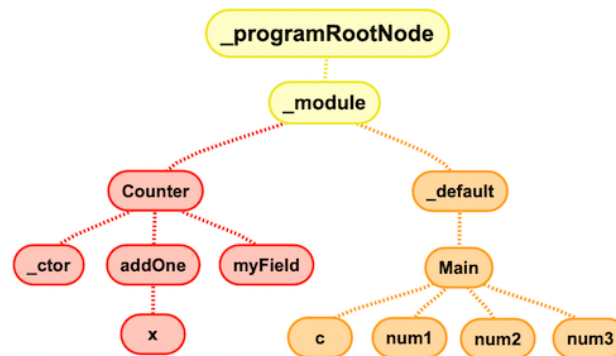 _programRootNode
_module
Counter
_default
_ctor
addOne
myField
Main
x
c
num1
num2
num3